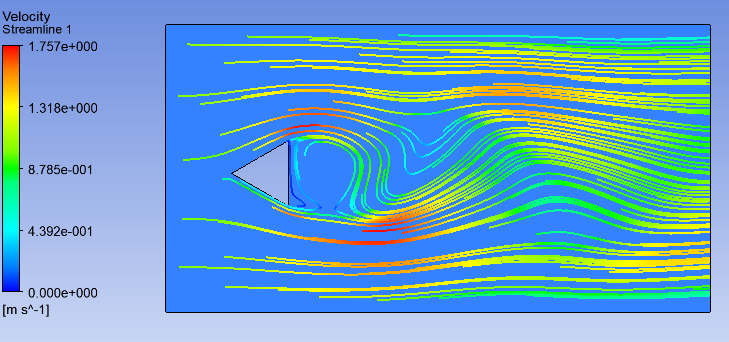 Velocity
Streamline 1
1.757e+000
1.318e+000
8.785e-001
4.392e-001
0.000e+000
[m s^-1]